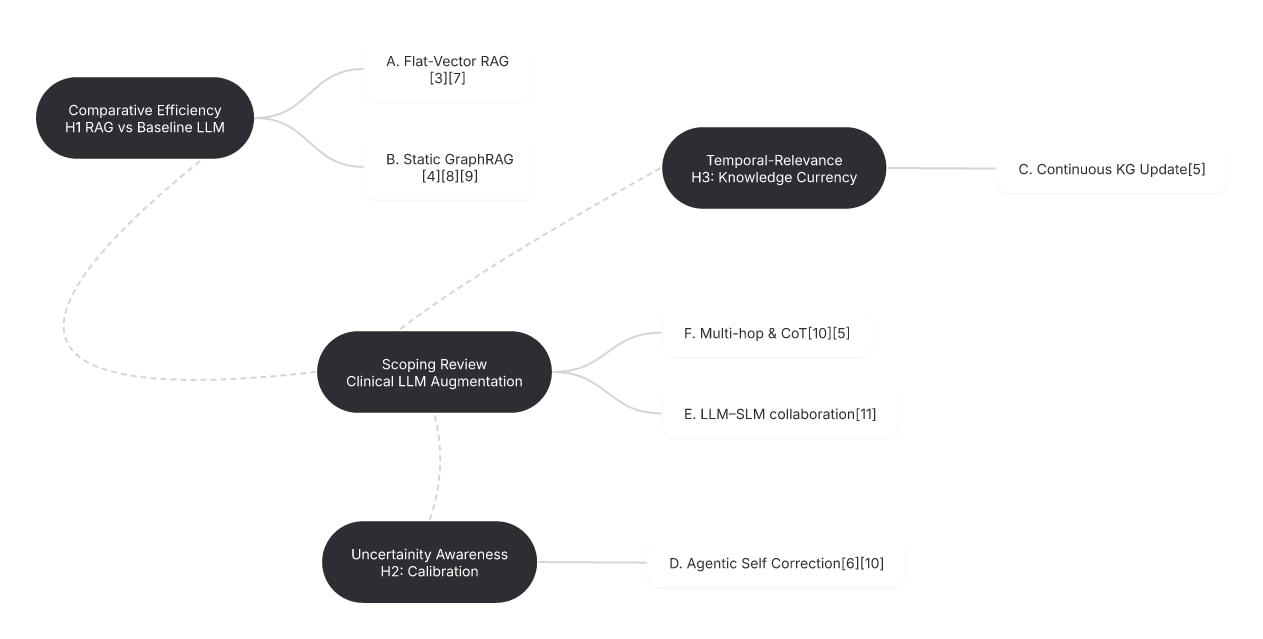 A. Flat-Vector RAG
[3][7]
Comparative Efficiency
H1 RAG vs Baseline LLM
B. Static GraphRAG
[4][8][9]
Temporal-Relevance
H3: Knowledge Currency
C. Continuous KG Update[5]
F. Multi-hop & CoT[10][5]
Scoping Review
Clinical LLM Augmentation
E. LLM–SLM collaboration[11]
Uncertainity Awareness
H2: Calibration
D. Agentic Self Correction[6][10]